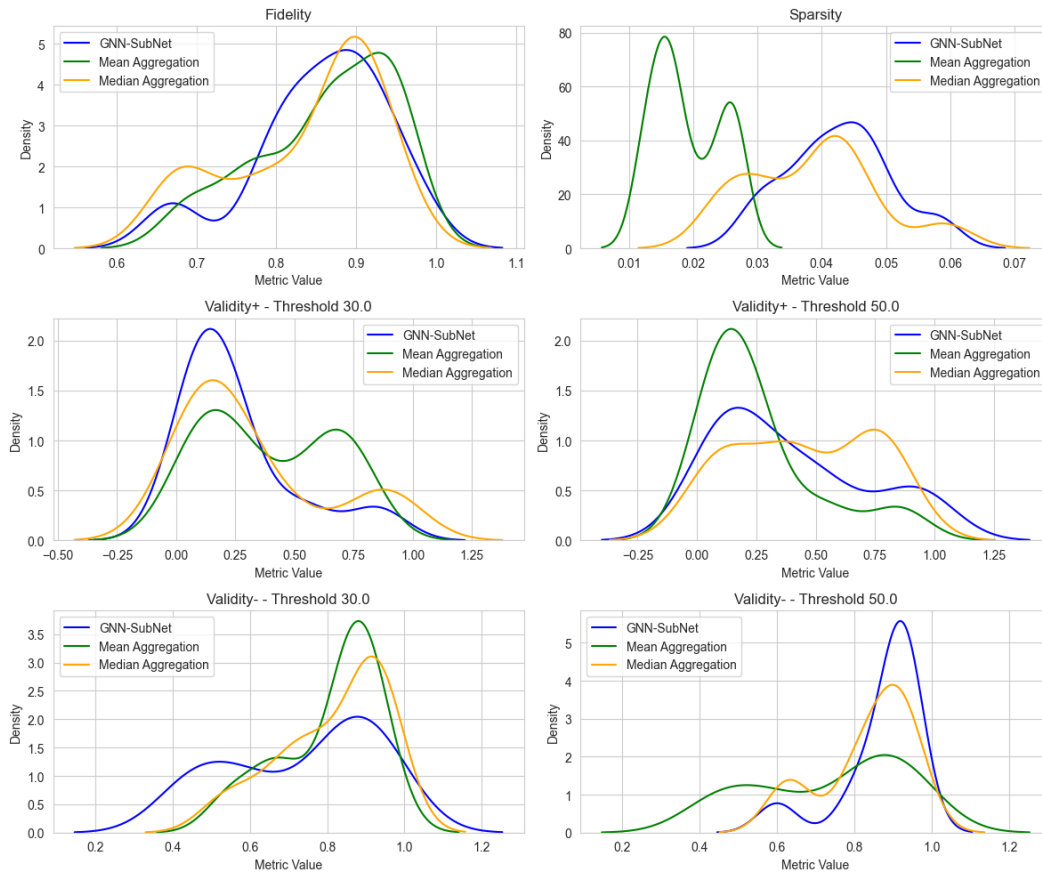 Fidelity
GNN-SubNet
Mean Aggregation
Median Aggregation
Density
5
4
3
2
1
0
0.6 0.7 0.8 0.9 1.0 1.1
Metric Value
Sparsity
GNN-SubNet
Mean Aggregation
Median Aggregation
Density
80
60
40
20
0
0.01 0.02 0.03 0.04 0.05 0.06 0.07
Metric Value
Validity+ - Threshold 30.0
GNN-SubNet
Mean Aggregation
Median Aggregation
Density
2.0
1.5
1.0
0.5
0.0
−0.50 −0.25 0.00 0.25 0.50 0.75 1.00 1.25
Metric Value
Validity+ - Threshold 50.0
GNN-SubNet
Mean Aggregation
Median Aggregation
Density
2.0
1.5
1.0
0.5
0.0
−0.25 0.00 0.25 0.50 0.75 1.00 1.25
Metric Value
Validity- - Threshold 30.0
GNN-SubNet
Mean Aggregation
Median Aggregation
Density
3.5
3.0
2.5
2.0
1.5
1.0
0.5
0.0
0.2 0.4 0.6 0.8 1.0 1.2
Metric Value
Validity- - Threshold 50.0
GNN-SubNet
Mean Aggregation
Median Aggregation
Density
5
4
3
2
1
0
0.2 0.4 0.6 0.8 1.0 1.2
Metric Value